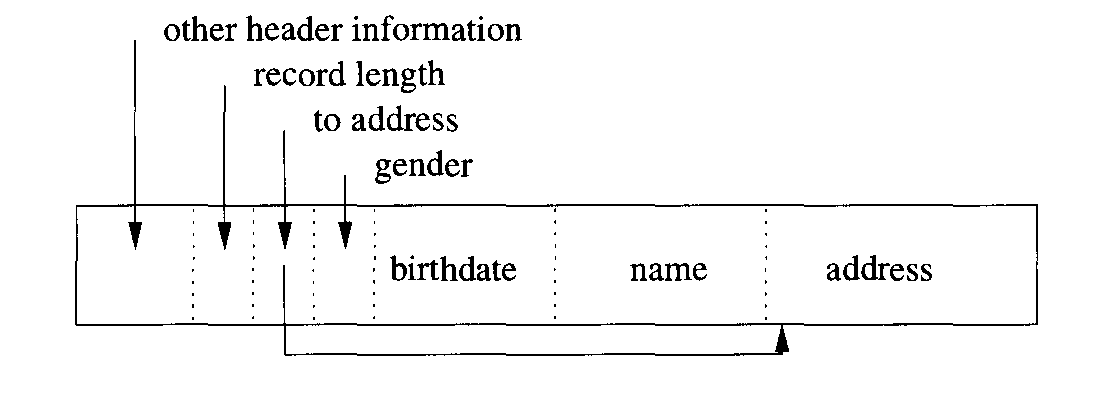 other header information
record length
to address
gender
birthdate name address